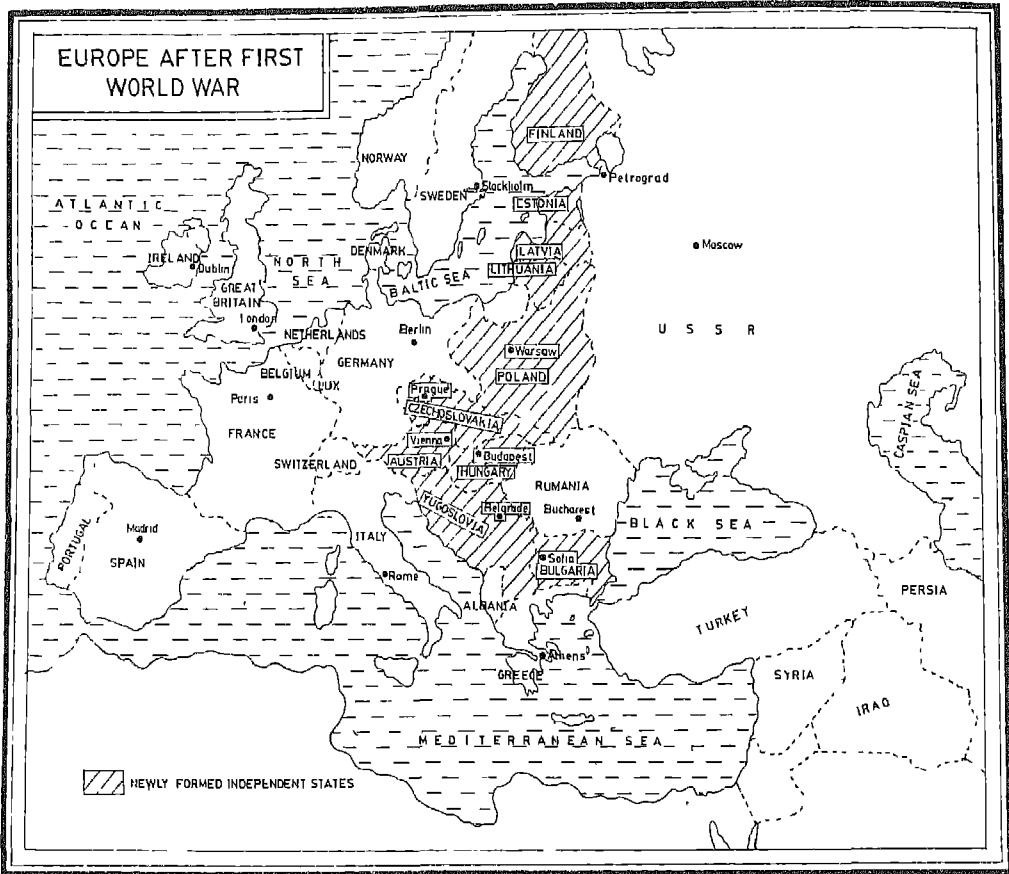 EUROPE AFTER FIRST
WORLD WAR
FINLAND
NORWAY
Petrograd
SWEDEN
Stockholm
ESTONIA
ATLANTIC
OCEAN
Moscow
IRELAND
Dublin
NORTH
SEA
DENMARK
LATVIA
LITHUANIA
BALTIC SEA
GREAT
BRITAIN
London
NETHERLANDS
Berlin
USSR
GERMANY
Warsaw
POLAND
BELGIUM
LUX
Paris
Prague
CZECHOSLOVAKIA
CASPIAN SEA
FRANCE
Vienna
SWITZERLAND
AUSTRIA
Budapest
HUNGARY
RUMANIA
YUGOSLOVIA
Belgrade
Bucharest
BLACK SEA
PORTUGAL
Madrid
SPAIN
ITALY
Rome
Sofia
BULGARIA
PERSIA
ALBANIA
TURKEY
Athens
GREECE
SYRIA
IRAQ
MEDITERRANEAN SEA
NEWLY FORMED INDEPENDENT STATES